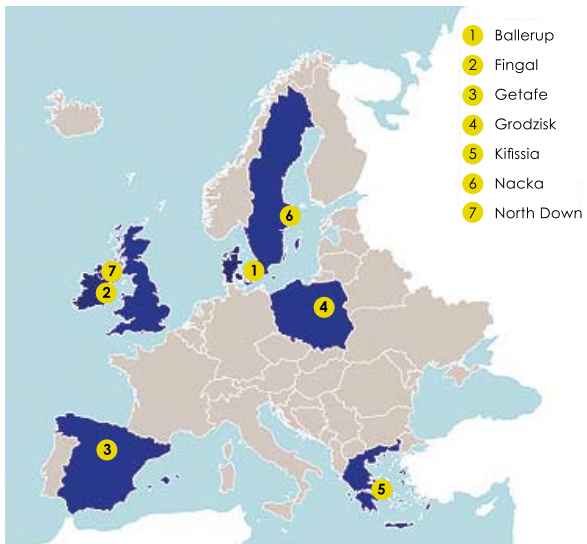 1 Ballerup
2 Fingal
3 Getafe
4 Grodzisk
5 Kifissia
6 Nacka
7 North Down
6
7
1
2
4
3
5